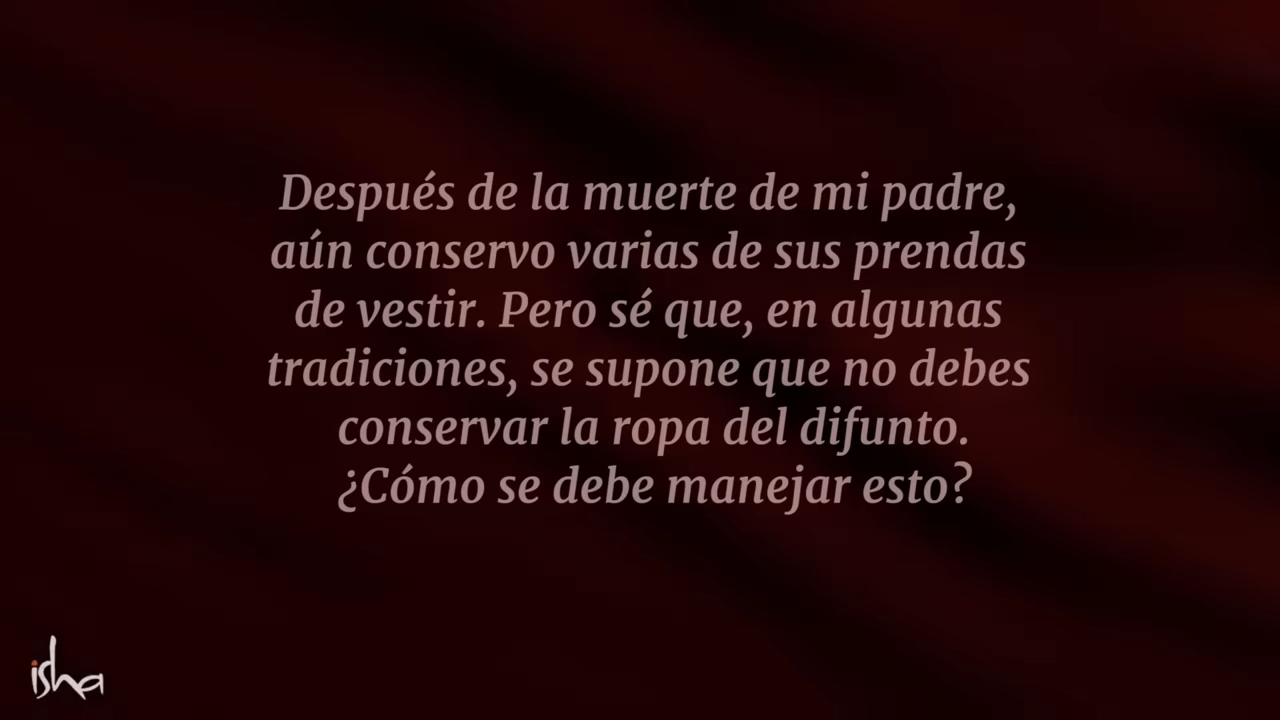 Después de la muerte de mi padre,
aún conservo varias de sus prendas
de vestir. Pero sé que, en algunas
tradiciones, se supone que no debes
conservar la ropa del difunto.
¿Cómo se debe manejar esto?
isha